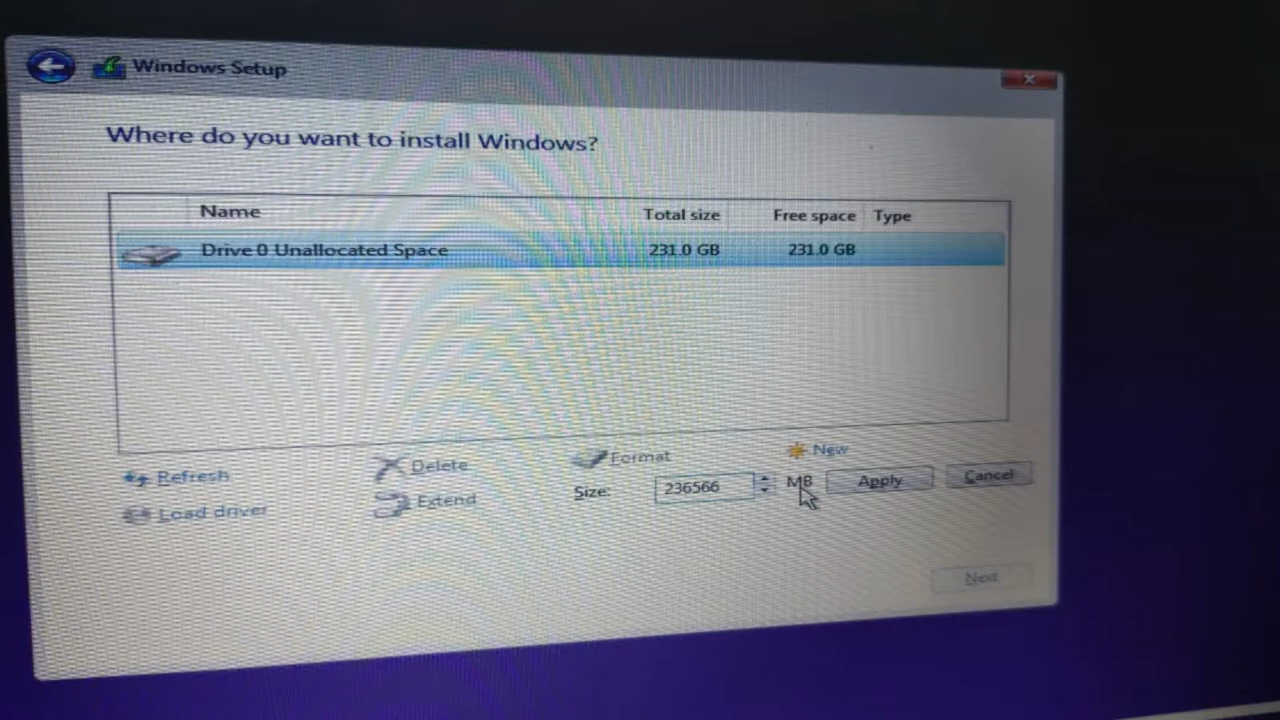 Windows Setup
Where do you want to install Windows?
Name Total size Free space Type
Drive 0 Unallocated Space 231.0 GB 231.0 GB
Refresh Delete Format New
Load driver Extend Size: 236566 MB Apply Cancel
Next